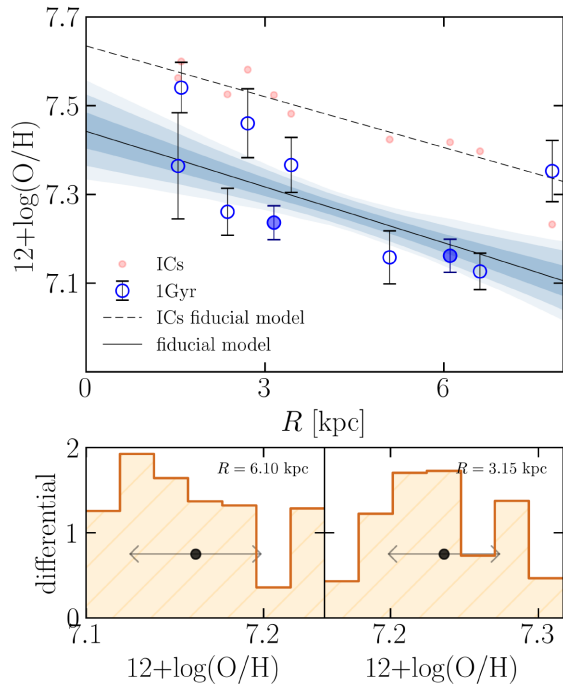 7.7
7.5
7.3
7.1
12+log(O/H)
ICs
1Gyr
ICs fiducial model
fiducial model
0
3
6
R [kpc]
2
1
0
differential
R = 6.10 kpc
R = 3.15 kpc
7.1
7.2
7.2
7.3
12+log(O/H)
12+log(O/H)